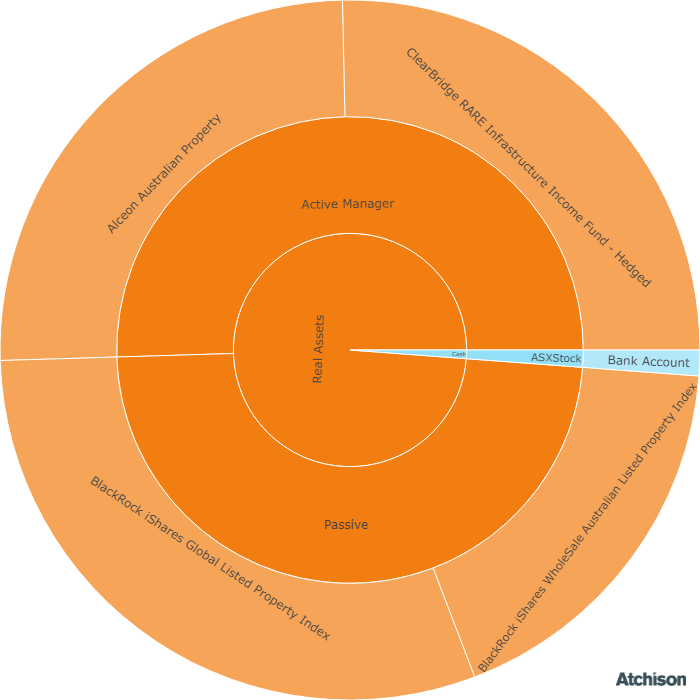 ClearBridge RARE Infrastructure Income Fund - Hedged
Alceon Australian Property
Active Manager
Real Assets
Cash
ASXStock
Bank Account
BlackRock iShares WholeSale Australian Listed Property Index
BlackRock iShares Global Listed Property Index
Passive
Atchison